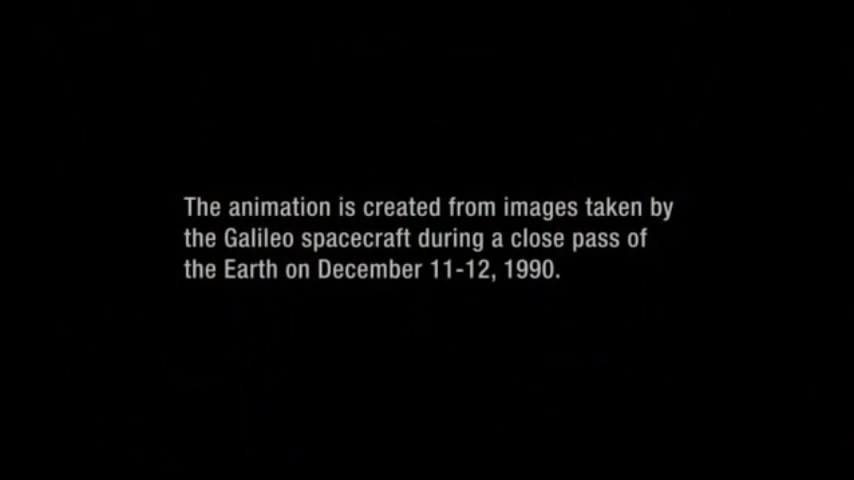 The animation is created from images taken by
the Galileo spacecraft during a close pass of
the Earth on December 11-12, 1990.